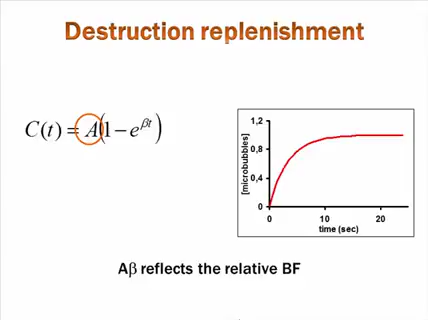 Destruction replenishment
C(t) = A(1 − e^{βt})
1,2
0,8
0,4
0
0 10 20
[microbubbles]
time (sec)
Aβ reflects the relative BF